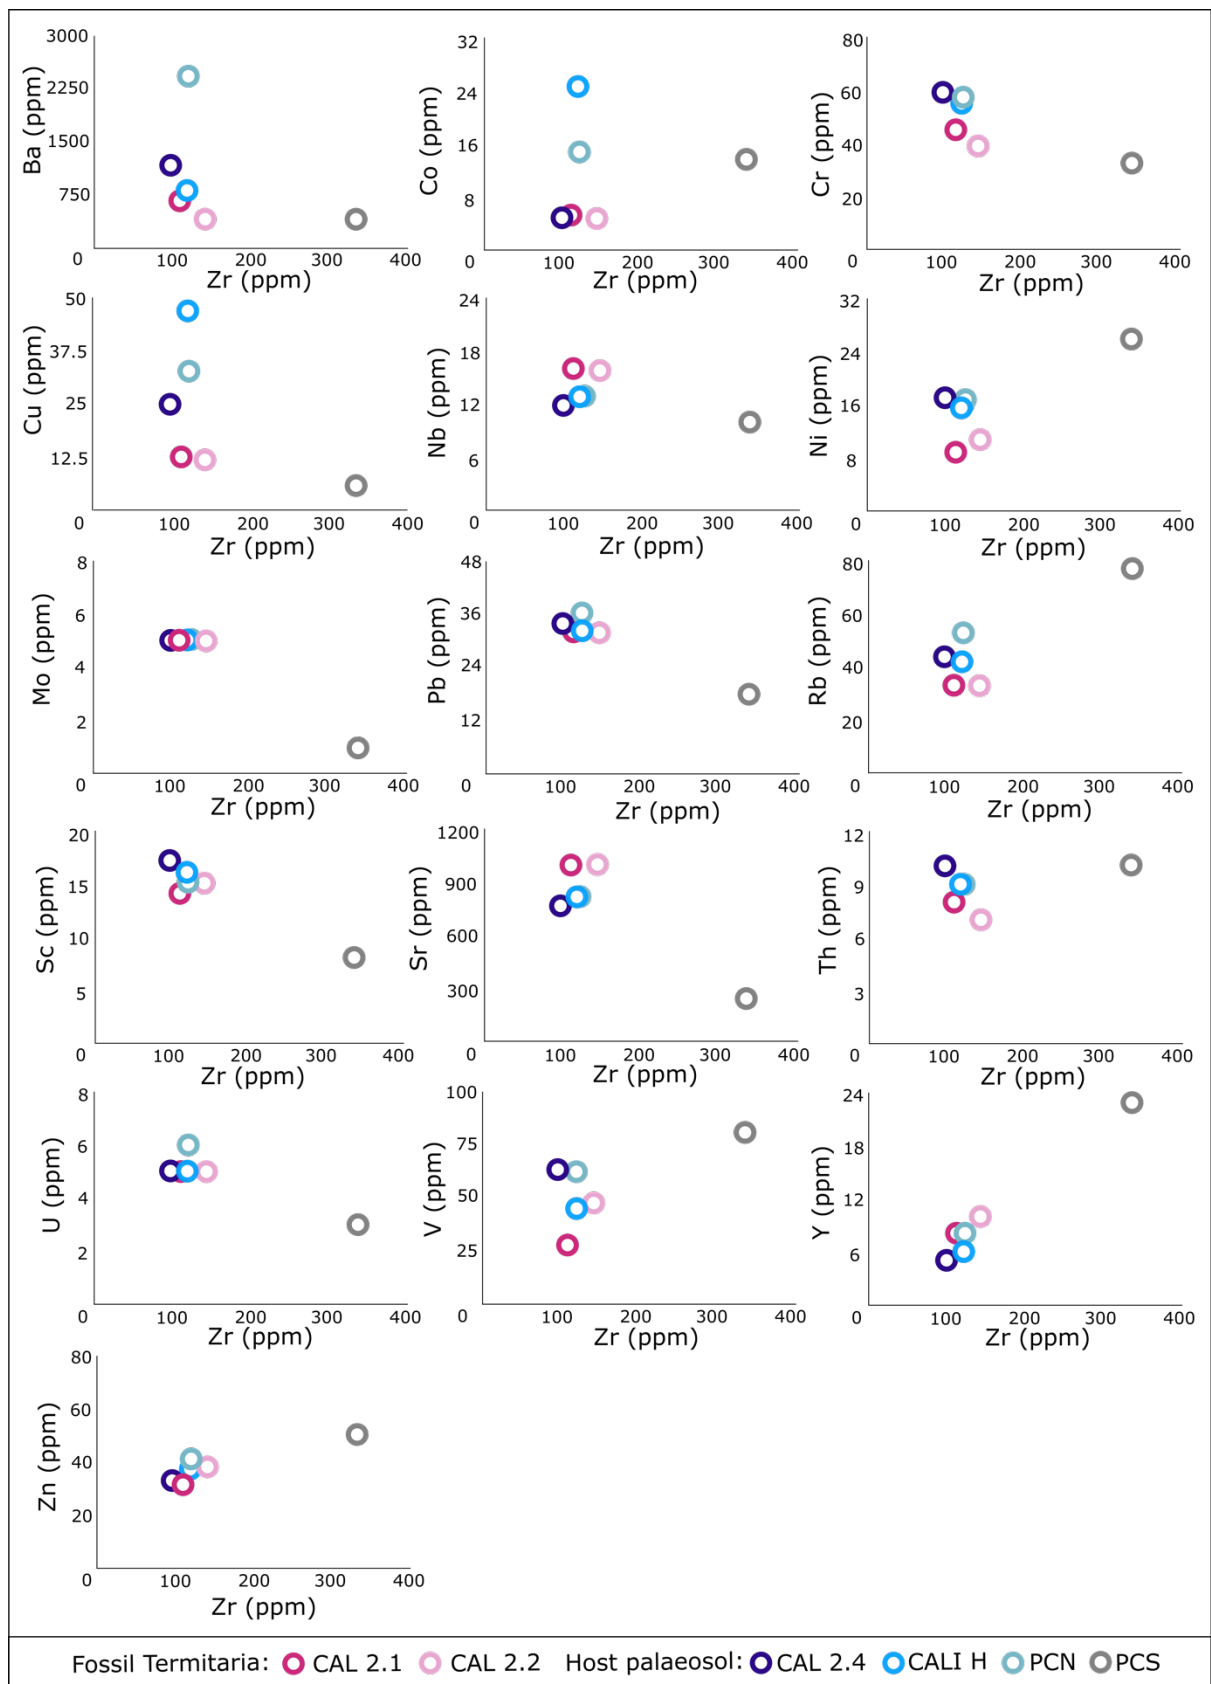 3000
2250
1500
750
0
100 200 300 400
Ba (ppm)
Zr (ppm)
32
24
16
8
0
100 200 300 400
Co (ppm)
Zr (ppm)
80
60
40
20
0
100 200 300 400
Cr (ppm)
Zr (ppm)
50
37.5
25
12.5
0
100 200 300 400
Cu (ppm)
Zr (ppm)
24
18
12
6
0
100 200 300 400
Nb (ppm)
Zr (ppm)
32
24
16
8
0
100 200 300 400
Ni (ppm)
Zr (ppm)
8
6
4
2
0
100 200 300 400
Mo (ppm)
Zr (ppm)
48
36
24
12
0
100 200 300 400
Pb (ppm)
Zr (ppm)
80
60
40
20
0
100 200 300 400
Rb (ppm)
Zr (ppm)
20
15
10
5
0
100 200 300 400
Sc (ppm)
Zr (ppm)
1200
900
600
300
0
100 200 300 400
Sr (ppm)
Zr (ppm)
12
9
6
3
0
100 200 300 400
Th (ppm)
Zr (ppm)
8
6
4
2
0
100 200 300 400
U (ppm)
Zr (ppm)
100
75
50
25
0
100 200 300 400
V (ppm)
Zr (ppm)
24
18
12
6
0
100 200 300 400
Y (ppm)
Zr (ppm)
80
60
40
20
0
100 200 300 400
Zn (ppm)
Zr (ppm)
Fossil Termitaria: CAL 2.1 CAL 2.2 Host palaeosol: CAL 2.4 CALI H PCN PCS